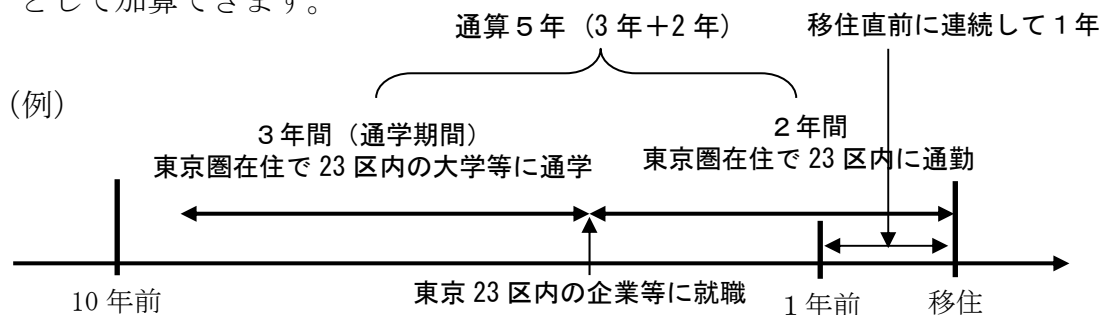 として加算できます。
通算５年（3 年＋2 年）
移住直前に連続して１年
（例）
３年間（通学期間）
東京圏在住で 23 区内の大学等に通学
２年間
東京圏在住で 23 区内に通勤
10 年前
東京 23 区内の企業等に就職
１年前
移住